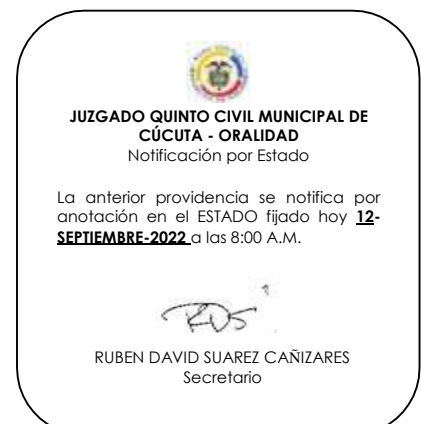 JUZGADO QUINTO CIVIL MUNICIPAL DE
CÚCUTA - ORALIDAD
Notificación por Estado
La anterior providencia se notifica por
anotación en el ESTADO fijado hoy 12-
SEPTIEMBRE-2022 a las 8:00 A.M.
RDS
RUBEN DAVID SUAREZ CAÑIZARES
Secretario